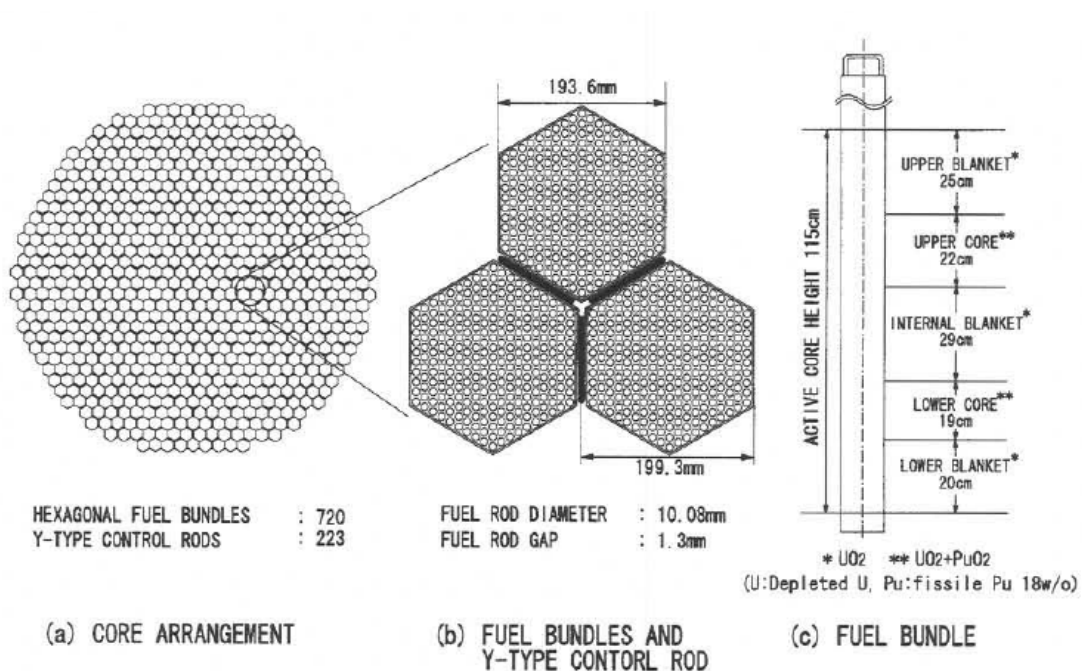 193.6mm
199.3mm
HEXAGONAL FUEL BUNDLES : 720
Y-TYPE CONTROL RODS : 223
FUEL ROD DIAMETER : 10.08mm
FUEL ROD GAP : 1.3mm
ACTIVE CORE HEIGHT 115cm
UPPER BLANKET*
25cm
UPPER CORE**
22cm
INTERNAL BLANKET*
29cm
LOWER CORE**
19cm
LOWER BLANKET*
20cm
* UO2 ** UO2+PuO2
(U:Depleted U, Pu:fissile Pu 18w/o)
(a) CORE ARRANGEMENT
(b) FUEL BUNDLES AND
Y-TYPE CONTORL ROD
(c) FUEL BUNDLE